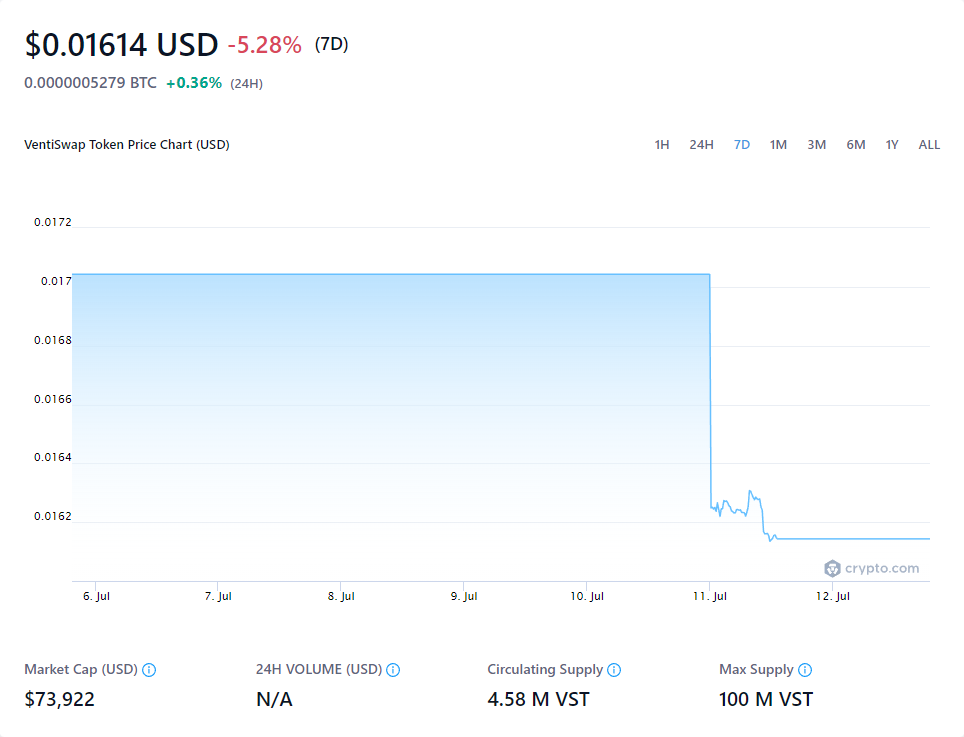 $0.01614 USD -5.28% (7D)
0.0000005279 BTC +0.36% (24H)
VentiSwap Token Price Chart (USD) 1H 24H 7D 1M 3M 6M 1Y ALL
0.0172
0.017
0.0168
0.0166
0.0164
0.0162
crypto.com
6. Jul 7. Jul 8. Jul 9. Jul 10. Jul 11. Jul 12. Jul
Market Cap (USD) 24H VOLUME (USD) Circulating Supply Max Supply
$73,922 N/A 4.58 M VST 100 M VST